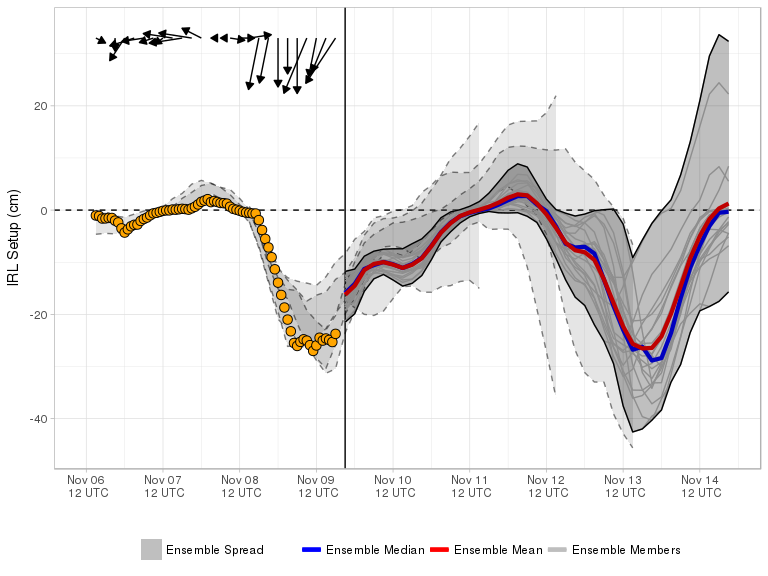 IRL Setup (cm)
20
0
-20
-40
Nov 06 Nov 07 Nov 08 Nov 09 Nov 10 Nov 11 Nov 12 Nov 13 Nov 14
12 UTC 12 UTC 12 UTC 12 UTC 12 UTC 12 UTC 12 UTC 12 UTC 12 UTC
Ensemble Spread Ensemble Median Ensemble Mean Ensemble Members